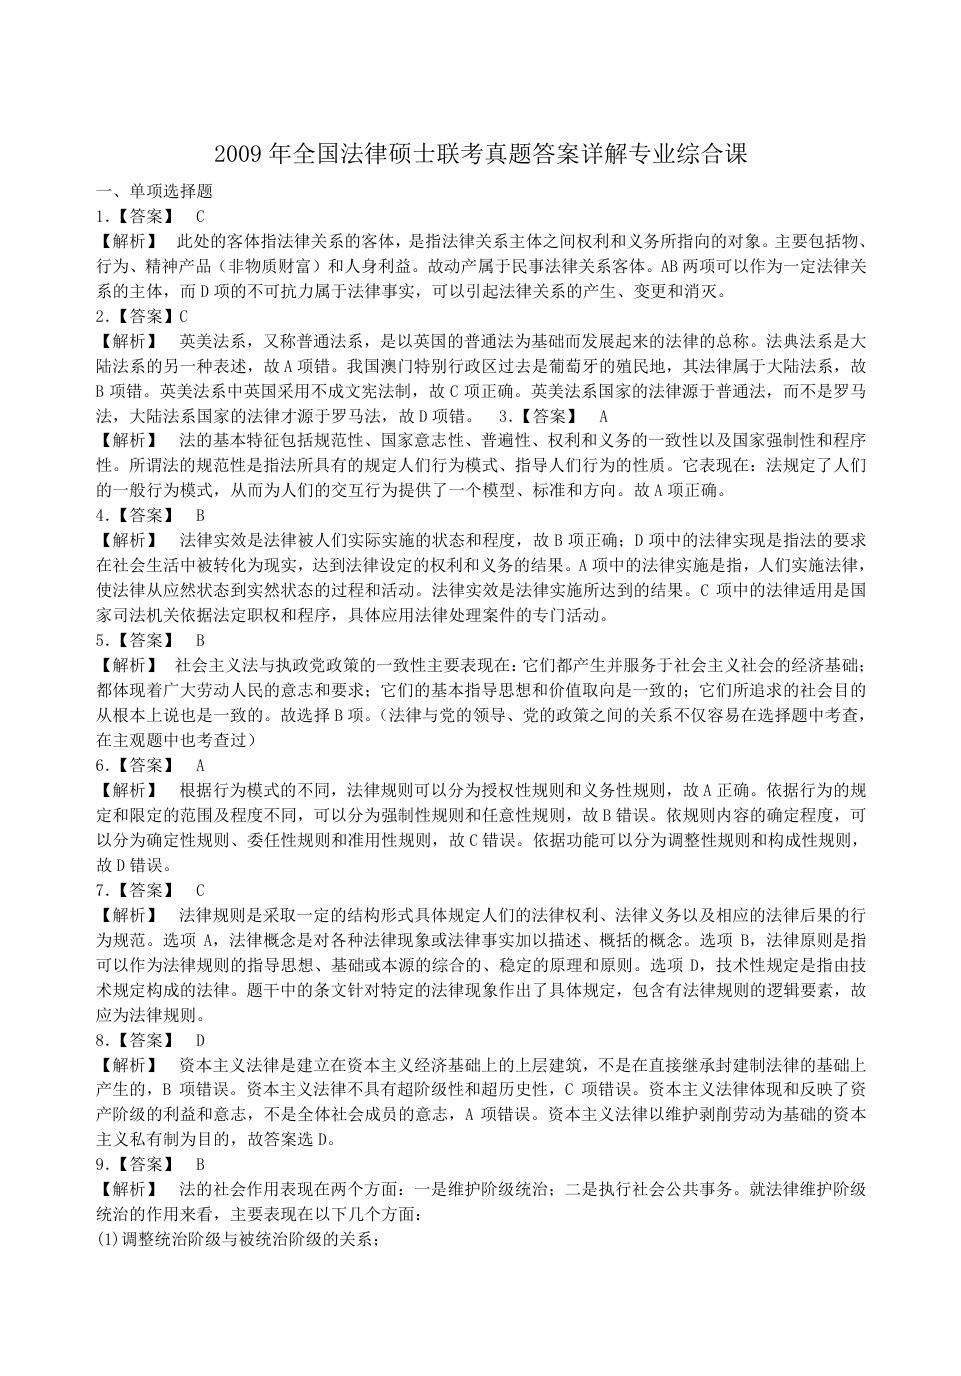 2009 年全国法律硕士联考真题答案详解专业综合课
一、单项选择题
1.【答案】 C
【解析】 此处的客体指法律关系的客体，是指法律关系主体之间权利和义务所指向的对象。主要包括物、
行为、精神产品（非物质财富）和人身利益。故动产属于民事法律关系客体。AB 两项可以作为一定法律关
系的主体，而 D 项的不可抗力属于法律事实，可以引起法律关系的产生、变更和消灭。
2.【答案】C
【解析】 英美法系，又称普通法系，是以英国的普通法为基础而发展起来的法律的总称。法典法系是大
陆法系的另一种表述，故 A 项错。我国澳门特别行政区过去是葡萄牙的殖民地，其法律属于大陆法系，故
B 项错。英美法系中英国采用不成文宪法制，故 C 项正确。英美法系国家的法律源于普通法，而不是罗马
法，大陆法系国家的法律才源于罗马法，故 D 项错。 3.【答案】 A
【解析】 法的基本特征包括规范性、国家意志性、普遍性、权利和义务的一致性以及国家强制性和程序
性。所谓法的规范性是指法所具有的规定人们行为模式、指导人们行为的性质。它表现在：法规定了人们
的一般行为模式，从而为人们的交互行为提供了一个模型、标准和方向。故 A 项正确。
4.【答案】 B
【解析】 法律实效是法律被人们实际实施的状态和程度，故 B 项正确；D 项中的法律实现是指法的要求
在社会生活中被转化为现实，达到法律设定的权利和义务的结果。A 项中的法律实施是指，人们实施法律，
使法律从应然状态到实然状态的过程和活动。法律实效是法律实施所达到的结果。C 项中的法律适用是国
家司法机关依据法定职权和程序，具体应用法律处理案件的专门活动。
5.【答案】 B
【解析】 社会主义法与执政党政策的一致性主要表现在：它们都产生并服务于社会主义社会的经济基础；
都体现着广大劳动人民的意志和要求；它们的基本指导思想和价值取向是一致的；它们所追求的社会目的
从根本上说也是一致的。故选择 B 项。（法律与党的领导、党的政策之间的关系不仅容易在选择题中考查，
在主观题中也考查过）
6.【答案】 A
【解析】 根据行为模式的不同，法律规则可以分为授权性规则和义务性规则，故 A 正确。依据行为的规
定和限定的范围及程度不同，可以分为强制性规则和任意性规则，故 B 错误。依规则内容的确定程度，可
以分为确定性规则、委任性规则和准用性规则，故 C 错误。依据功能可以分为调整性规则和构成性规则，
故 D 错误。
7.【答案】 C
【解析】 法律规则是采取一定的结构形式具体规定人们的法律权利、法律义务以及相应的法律后果的行
为规范。选项 A，法律概念是对各种法律现象或法律事实加以描述、概括的概念。选项 B，法律原则是指
可以作为法律规则的指导思想、基础或本源的综合的、稳定的原理和原则。选项 D，技术性规定是指由技
术规定构成的法律。题干中的条文针对特定的法律现象作出了具体规定，包含有法律规则的逻辑要素，故
应为法律规则。
8.【答案】 D
【解析】 资本主义法律是建立在资本主义经济基础上的上层建筑，不是在直接继承封建制法律的基础上
产生的，B 项错误。资本主义法律不具有超阶级性和超历史性，C 项错误。资本主义法律体现和反映了资
产阶级的利益和意志，不是全体社会成员的意志，A 项错误。资本主义法律以维护剥削劳动为基础的资本
主义私有制为目的，故答案选 D。
9.【答案】 B
【解析】 法的社会作用表现在两个方面：一是维护阶级统治；二是执行社会公共事务。就法律维护阶级
统治的作用来看，主要表现在以下几个方面：
(1)调整统治阶级与被统治阶级的关系；